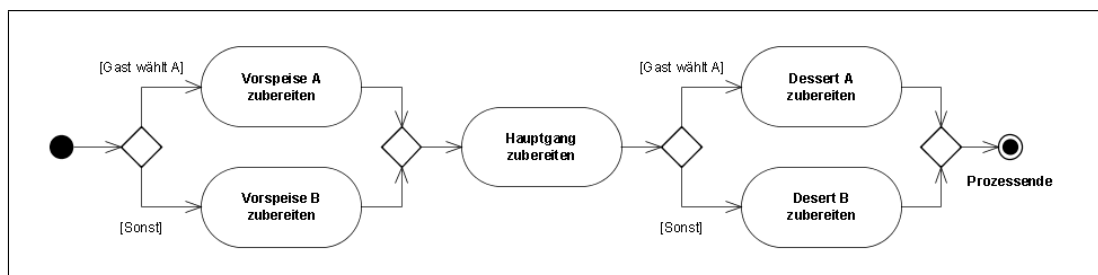 [Gast wählt A]
Vorspeise A
zubereiten
Vorspeise B
zubereiten
[Sonst]
Hauptgang
zubereiten
[Gast wählt A]
Dessert A
zubereiten
Desert B
zubereiten
[Sonst]
Prozessende